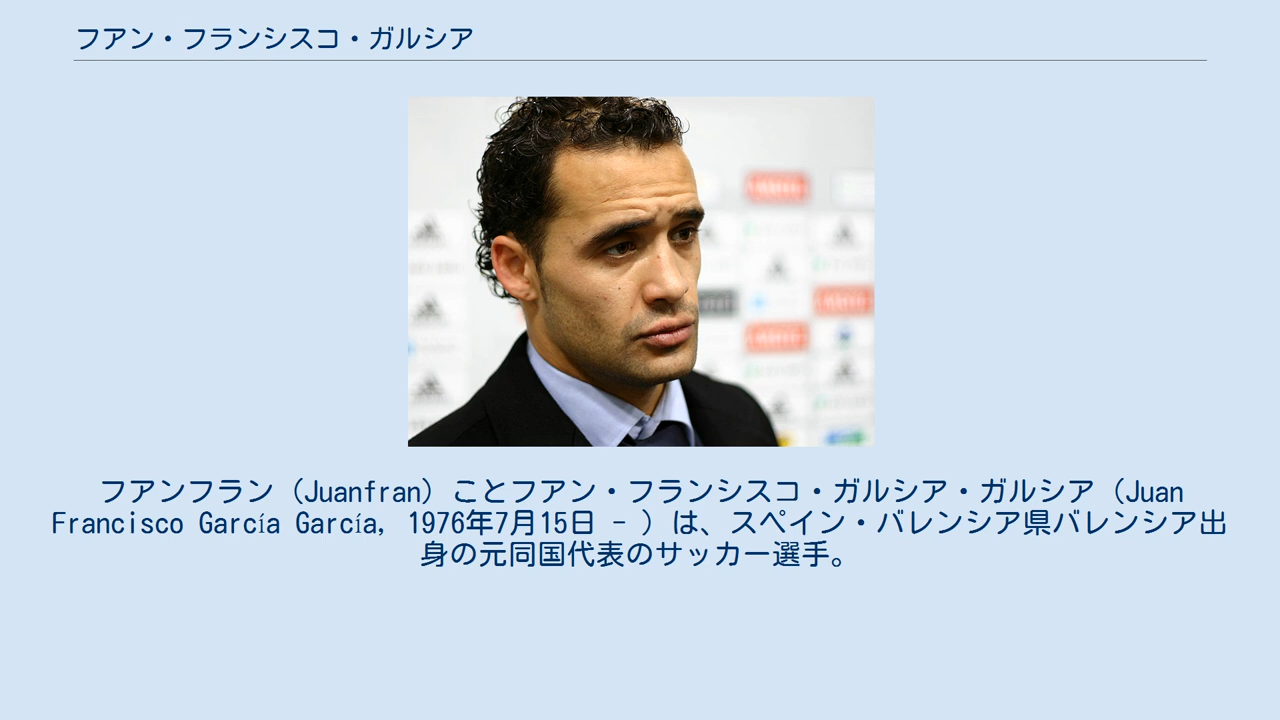 フアン・フランシスコ・ガルシア
フアンフラン（Juanfran）ことフアン・フランシスコ・ガルシア・ガルシア（Juan
Francisco García García, 1976年7月15日 - ）は、スペイン・バレンシア県バレンシア出
身の元同国代表のサッカー選手。